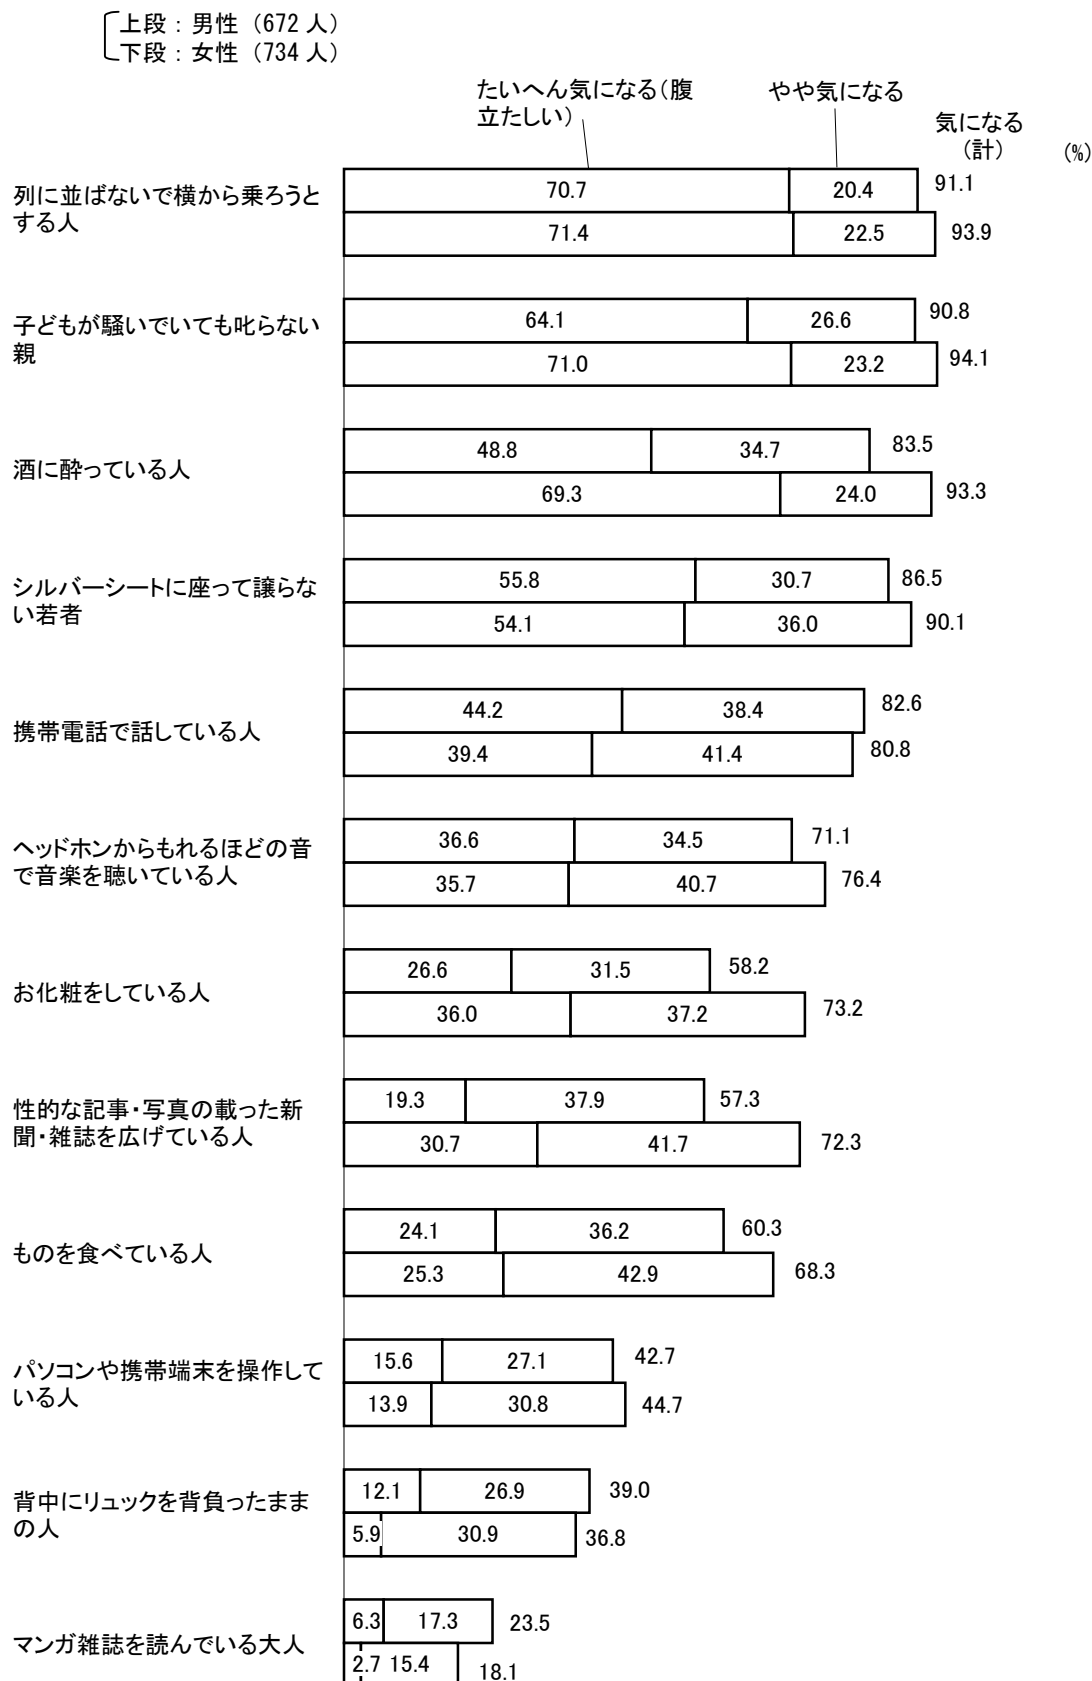 上段：男性（672 人）
下段：女性（734 人）
たいへん気になる（腹
立たしい）
やや気になる
気になる
（計）
(%)
列に並ばないで横から乗ろうと
する人
70.7
20.4
91.1
71.4
22.5
93.9
子どもが騒いでいても叱らない
親
64.1
26.6
90.8
71.0
23.2
94.1
酒に酔っている人
48.8
34.7
83.5
69.3
24.0
93.3
シルバーシートに座って譲らな
い若者
55.8
30.7
86.5
54.1
36.0
90.1
携帯電話で話している人
44.2
38.4
82.6
39.4
41.4
80.8
ヘッドホンからもれるほどの音
で音楽を聴いている人
36.6
34.5
71.1
35.7
40.7
76.4
お化粧をしている人
26.6
31.5
58.2
36.0
37.2
73.2
性的な記事・写真の載った新
聞・雑誌を広げている人
19.3
37.9
57.3
30.7
41.7
72.3
ものを食べている人
24.1
36.2
60.3
25.3
42.9
68.3
パソコンや携帯端末を操作して
いる人
15.6
27.1
42.7
13.9
30.8
44.7
背中にリュックを背負ったまま
の人
12.1
26.9
39.0
5.9
30.9
36.8
マンガ雑誌を読んでいる大人
6.3
17.3
23.5
2.7
15.4
18.1